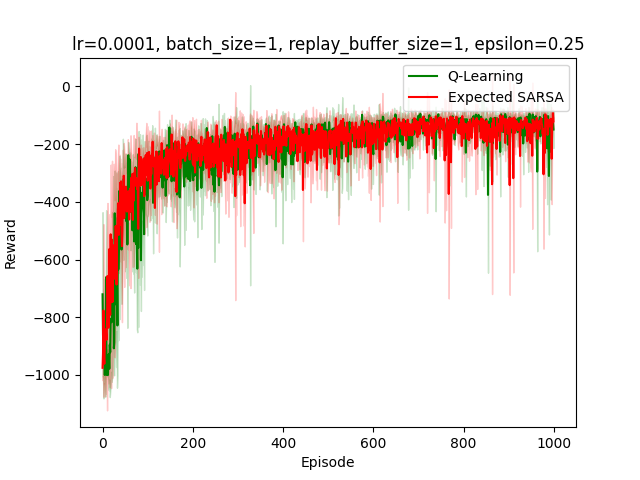 lr=0.0001, batch_size=1, replay_buffer_size=1, epsilon=0.25
Q-Learning
Expected SARSA
0
−200
−400
−600
−800
−1000
Reward
0 200 400 600 800 1000
Episode